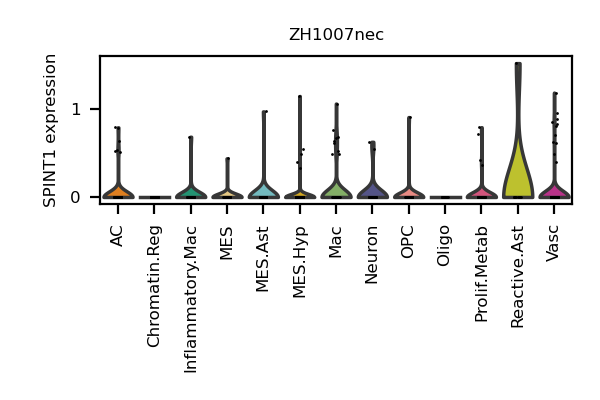 ZH1007nec
SPINT1 expression
1
0
AC
Chromatin.Reg
Inflammatory.Mac
MES
MES.Ast
MES.Hyp
Mac
Neuron
OPC
Oligo
Prolif.Metab
Reactive.Ast
Vasc